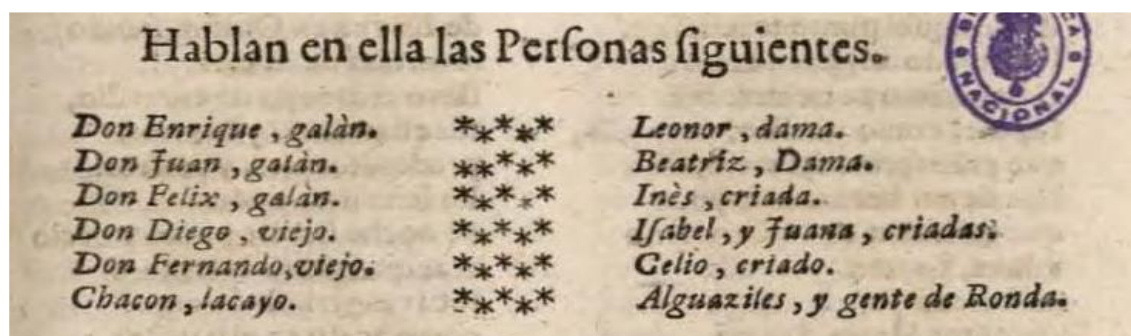 Hablan en ella las Perſonas ſiguientes.
Don Enrique, galàn. ***** Leonor, dama.
Don Juan, galàn. ***** Beatriz, Dama.
Don Felix, galàn. ***** Inès, criada.
Don Diego, viejo. ***** Iſabel, y Juana, criadas.
Don Fernando, viejo. ***** Celio, criado.
Chacon, lacayo. ***** Alguaziles, y gente de Ronda.
NACIONAL